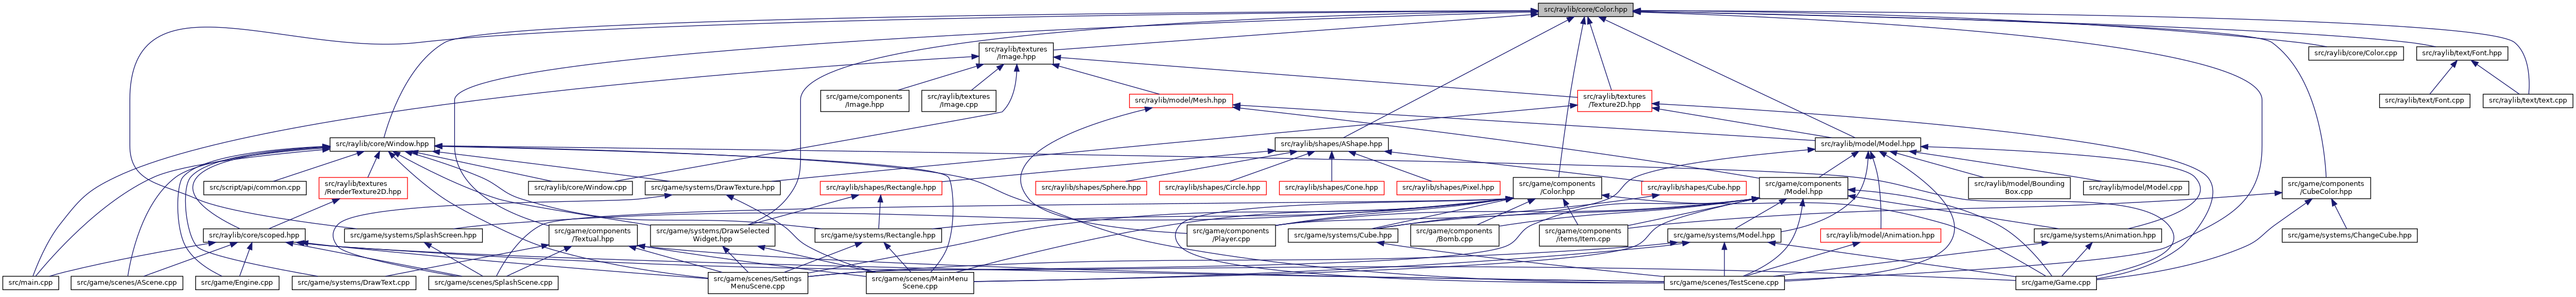 src/raylib/core/Color.hpp
src/raylib/textures
/Image.hpp
src/raylib/core/Color.cpp
src/raylib/text/Font.hpp
src/game/components
/Image.hpp
src/raylib/textures
/Image.cpp
src/raylib/model/Mesh.hpp
src/raylib/textures
/Texture2D.hpp
src/raylib/text/Font.cpp
src/raylib/text/text.cpp
src/raylib/core/Window.hpp
src/raylib/shapes/AShape.hpp
src/raylib/model/Model.hpp
src/script/api/common.cpp
src/raylib/textures
/RenderTexture2D.hpp
src/raylib/core/Window.cpp
src/game/systems/DrawTexture.hpp
src/raylib/shapes/Rectangle.hpp
src/raylib/shapes/Sphere.hpp
src/raylib/shapes/Circle.hpp
src/raylib/shapes/Cone.hpp
src/raylib/shapes/Pixel.hpp
src/game/components
/Color.hpp
src/raylib/shapes/Cube.hpp
src/game/components
/Model.hpp
src/raylib/model/Bounding
Box.cpp
src/raylib/model/Model.cpp
src/game/components
/CubeColor.hpp
src/raylib/core/scoped.hpp
src/game/systems/SplashScreen.hpp
src/game/components
/Textual.hpp
src/game/systems/DrawSelected
Widget.hpp
src/game/systems/Rectangle.hpp
src/game/components
/Player.cpp
src/game/systems/Cube.hpp
src/game/components
/Bomb.cpp
src/game/components
/items/Item.cpp
src/game/systems/Model.hpp
src/raylib/model/Animation.hpp
src/game/systems/Animation.hpp
src/game/systems/ChangeCube.hpp
src/main.cpp
src/game/scenes/AScene.cpp
src/game/Engine.cpp
src/game/systems/DrawText.cpp
src/game/scenes/SplashScene.cpp
src/game/scenes/Settings
MenuScene.cpp
src/game/scenes/MainMenu
Scene.cpp
src/game/scenes/TestScene.cpp
src/game/Game.cpp